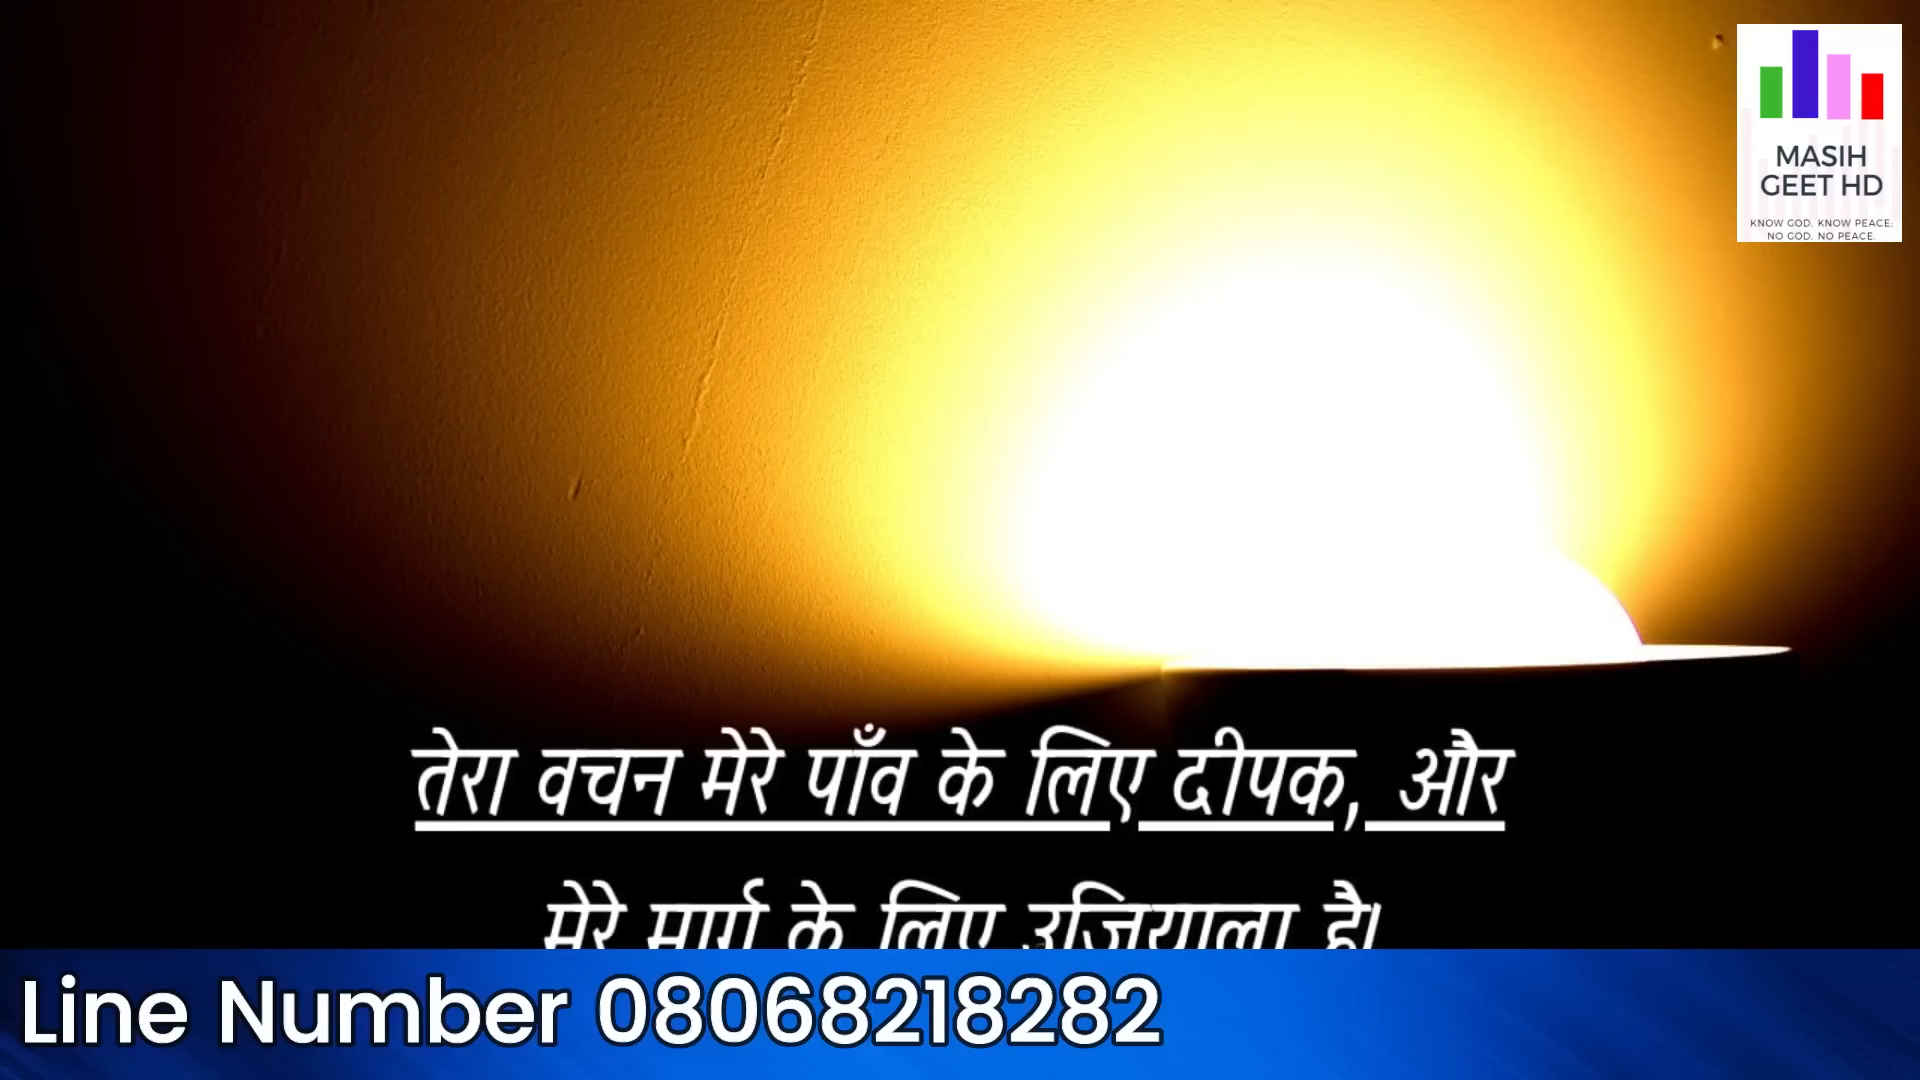 MASIH
GEET HD
KNOW GOD. KNOW PEACE;
NO GOD. NO PEACE
तेरा वचन मेरे पाँव के लिए दीपक, और
मेरे मार्ग के लिए उजियाला है।
Line Number 08068218282